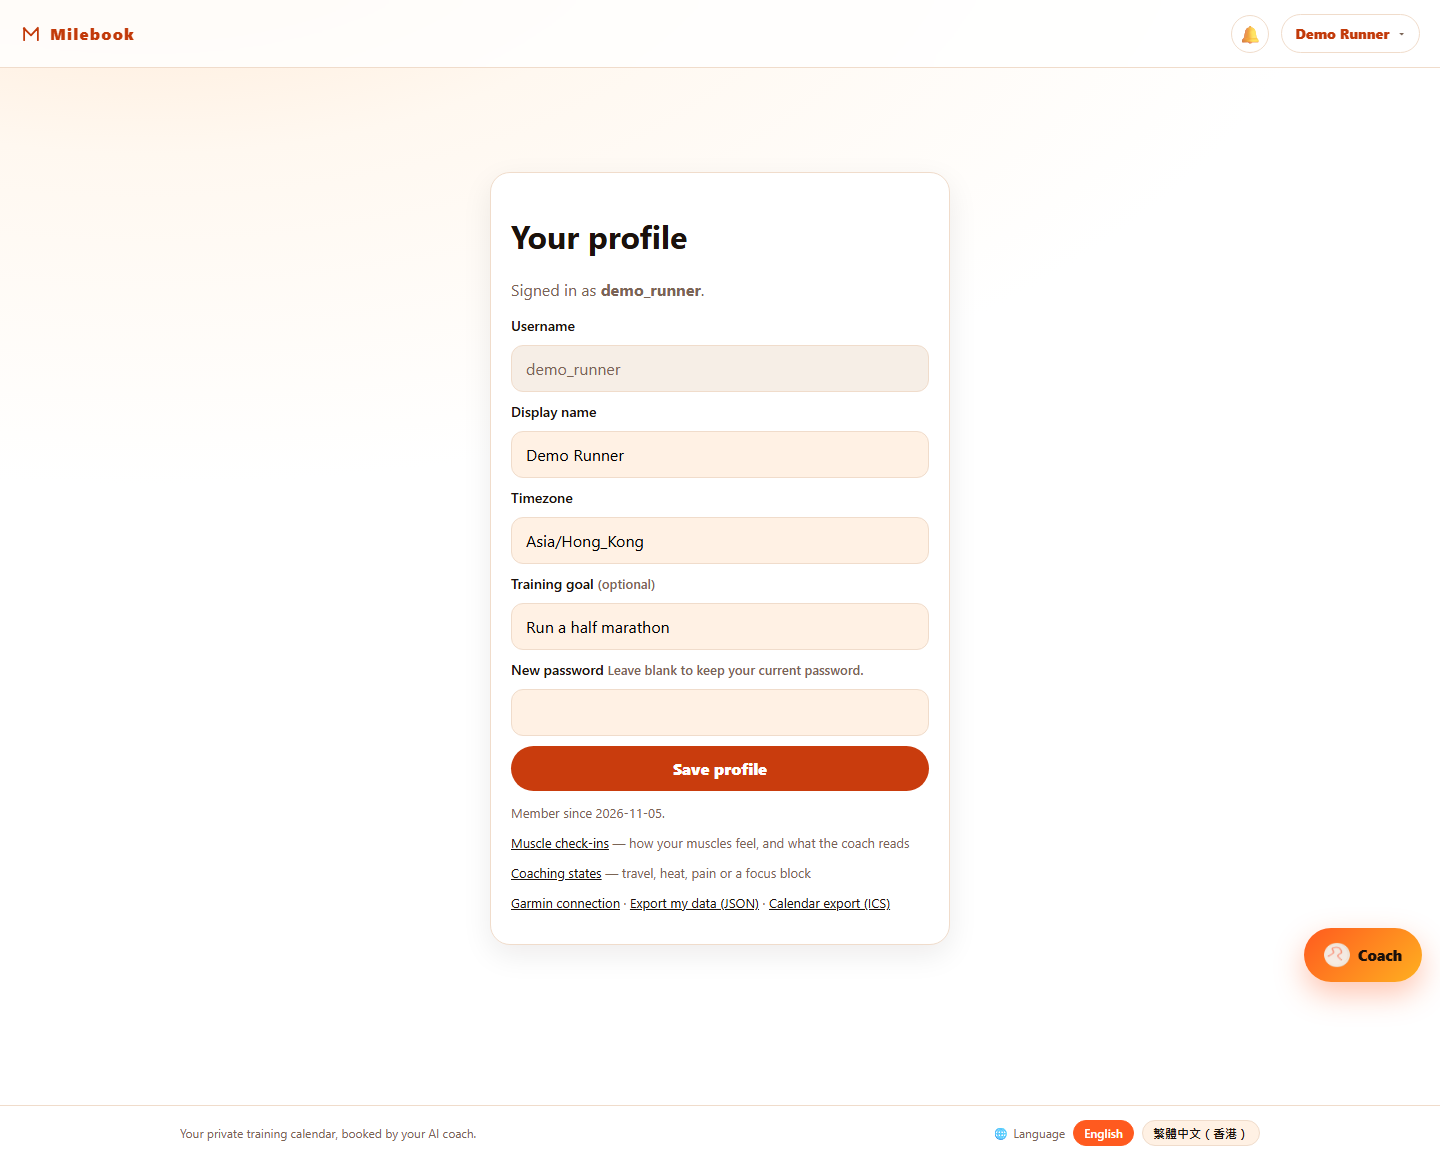 Milebook
Demo Runner
Your profile
Signed in as demo_runner.
Username
demo_runner
Display name
Demo Runner
Timezone
Asia/Hong_Kong
Training goal (optional)
Run a half marathon
New password Leave blank to keep your current password.
Save profile
Member since 2026-11-05.
Muscle check-ins — how your muscles feel, and what the coach reads
Coaching states — travel, heat, pain or a focus block
Garmin connection · Export my data (JSON) · Calendar export (ICS)
Coach
Your private training calendar, booked by your AI coach.
Language English 繁體中文（香港）